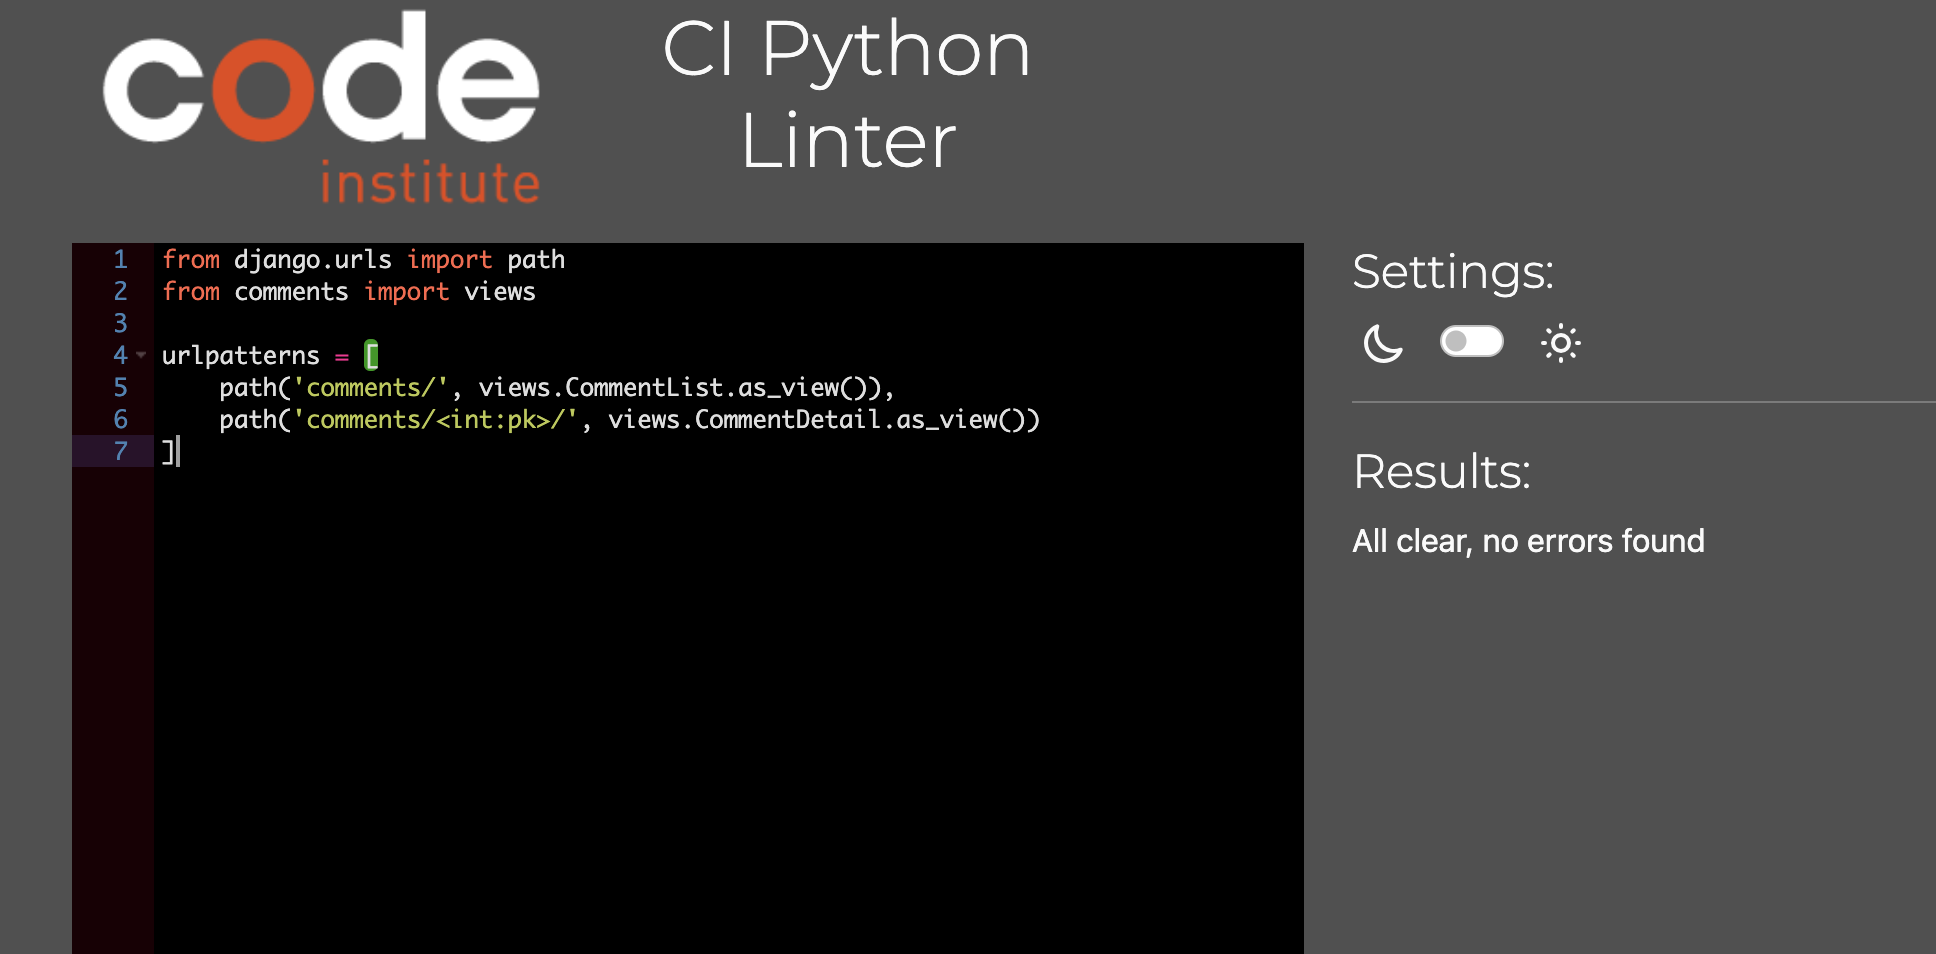 code
institute
CI Python
Linter
1 from django.urls import path
2 from comments import views
3
4 urlpatterns = [
5     path('comments/', views.CommentList.as_view()),
6     path('comments/<int:pk>/', views.CommentDetail.as_view())
7 ]
Settings:
Results:
All clear, no errors found